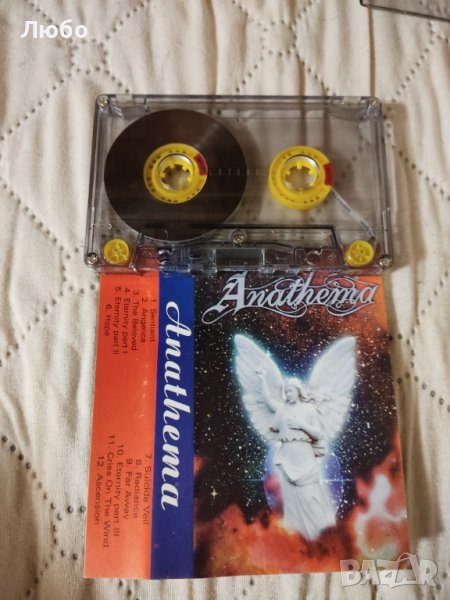 Любо
Anathema
Anathema
1. Sentient
2. Angelica
3. The Beloved
4. Eternity part I
5. Eternity part II
6. Hope
7. Suicide Veil
8. Radiance
9. Far Away
10. Eternity part III
11. Cries On The Wind
12. Ascension
BAZAR